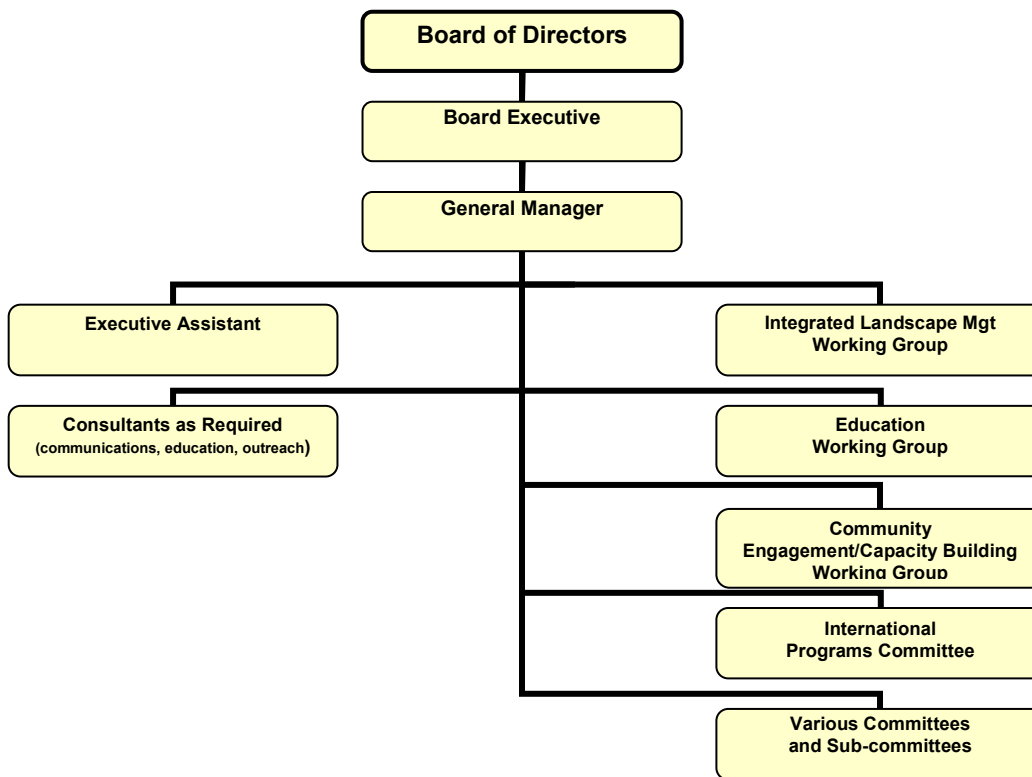 Board of Directors
Board Executive
General Manager
Executive Assistant
Integrated Landscape Mgt
Working Group
Consultants as Required
(communications, education, outreach)
Education
Working Group
Community
Engagement/Capacity Building
Working Group
International
Programs Committee
Various Committees
and Sub-committees